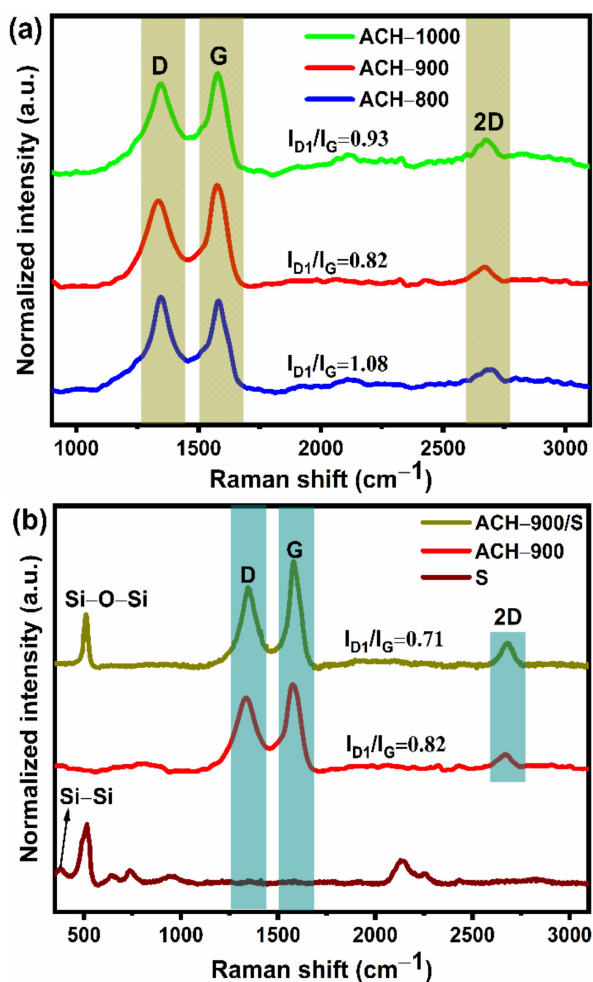 (a)
ACH–1000
ACH–900
ACH–800
D
G
2D
I_D1/I_G=0.93
I_D1/I_G=0.82
I_D1/I_G=1.08
Normalized intensity (a.u.)
1000 1500 2000 2500 3000
Raman shift (cm⁻¹)
(b)
ACH–900/S
ACH–900
S
D
G
2D
Si–O–Si
I_D1/I_G=0.71
I_D1/I_G=0.82
Si–Si
Normalized intensity (a.u.)
500 1000 1500 2000 2500 3000
Raman shift (cm⁻¹)